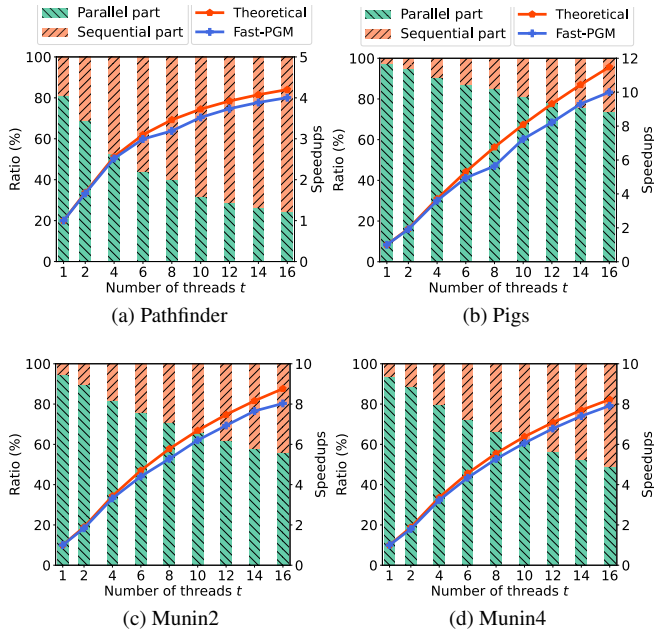 Parallel part
Sequential part
Theoretical
Fast-PGM
Parallel part
Sequential part
Theoretical
Fast-PGM
100
80
60
40
20
0
Ratio (%)
5
4
3
2
1
0
Speedups
1 2 4 6 8 10 12 14 16
Number of threads t
(a) Pathfinder
100
80
60
40
20
0
Ratio (%)
12
10
8
6
4
2
0
Speedups
1 2 4 6 8 10 12 14 16
Number of threads t
(b) Pigs
100
80
60
40
20
0
Ratio (%)
10
8
6
4
2
0
Speedups
1 2 4 6 8 10 12 14 16
Number of threads t
(c) Munin2
100
80
60
40
20
0
Ratio (%)
10
8
6
4
2
0
Speedups
1 2 4 6 8 10 12 14 16
Number of threads t
(d) Munin4